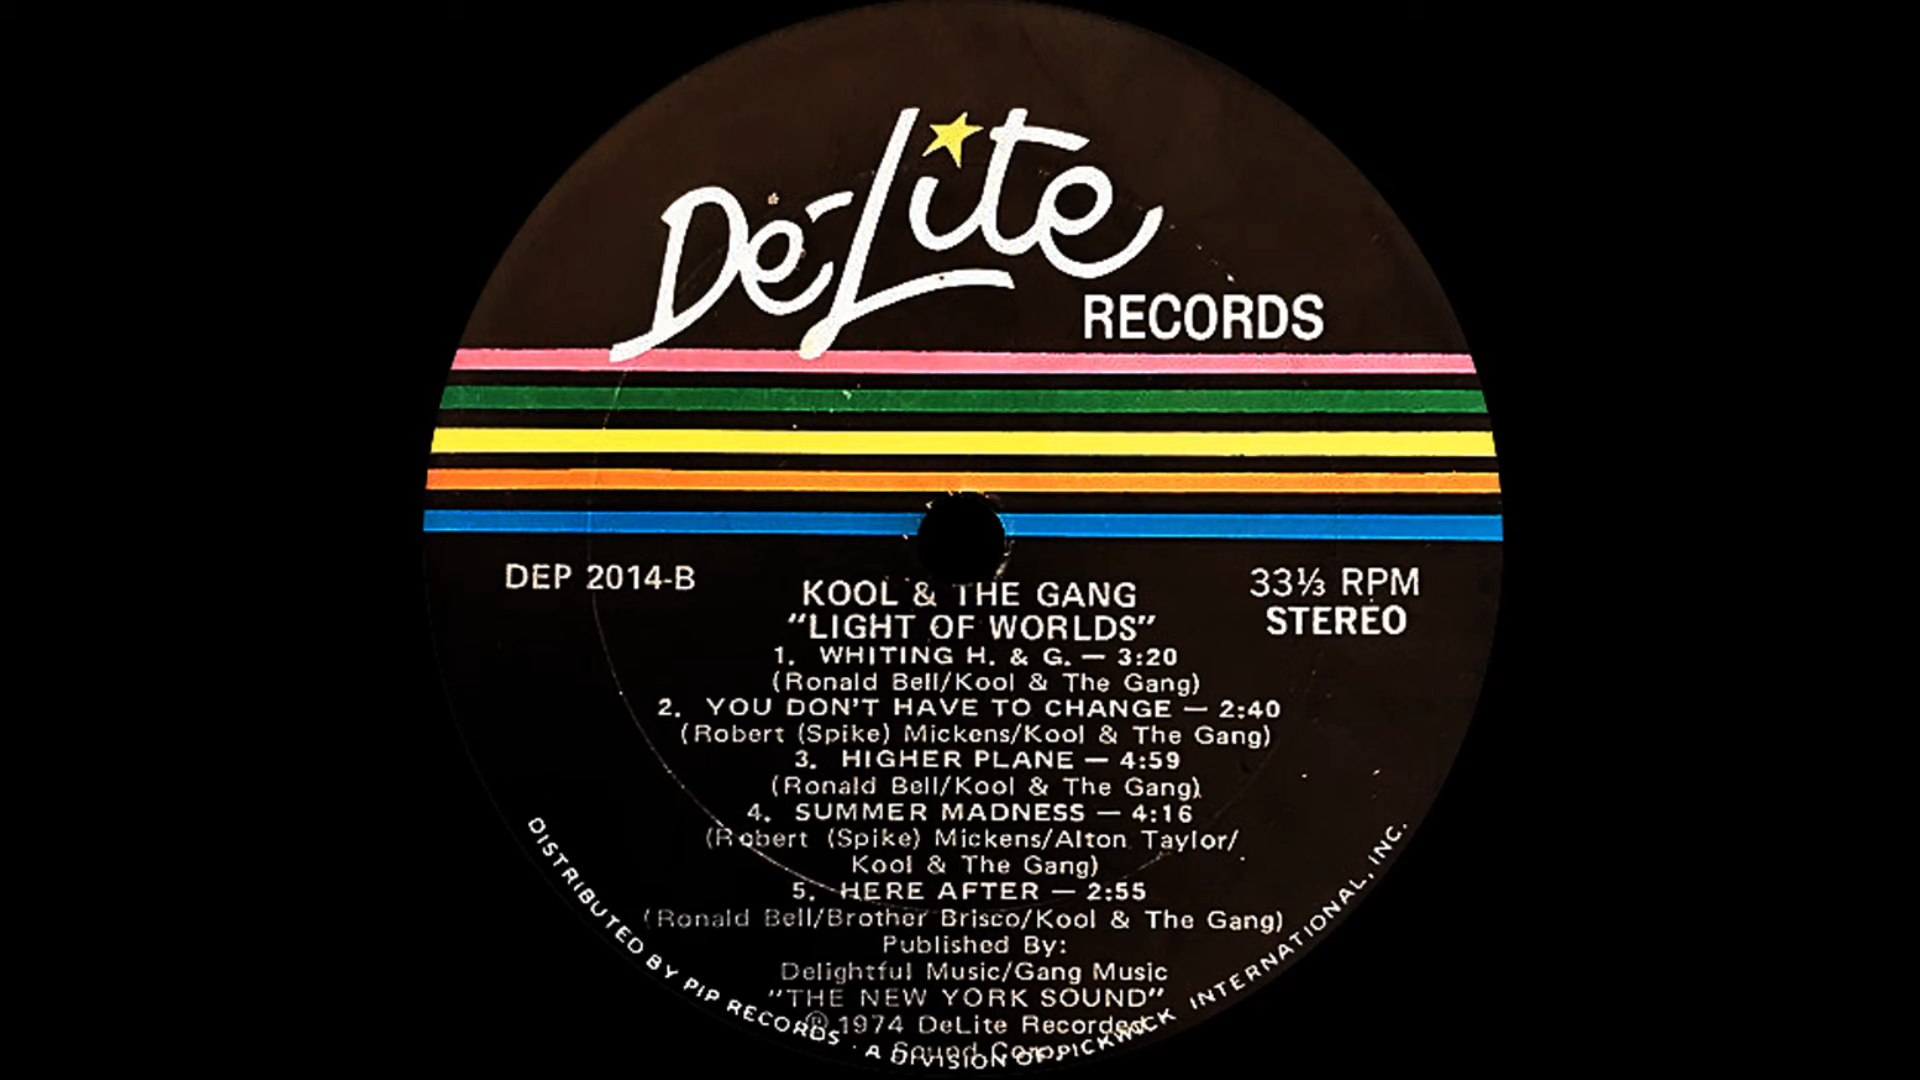 De-Lite
RECORDS
DEP 2014-B
33⅓ RPM
STEREO
KOOL & THE GANG
"LIGHT OF WORLDS"
1. WHITING H. & G. — 3:20
(Ronald Bell/Kool & The Gang)
2. YOU DON'T HAVE TO CHANGE — 2:40
(Robert (Spike) Mickens/Kool & The Gang)
3. HIGHER PLANE — 4:59
(Ronald Bell/Kool & The Gang)
4. SUMMER MADNESS — 4:16
(Robert (Spike) Mickens/Alton Taylor/
Kool & The Gang)
5. HERE AFTER — 2:55
(Ronald Bell/Brother Brisco/Kool & The Gang)
Published By:
Delightful Music/Gang Music
"THE NEW YORK SOUND"
℗ 1974 DeLite Recorded
Sound Corp.
DISTRIBUTED BY PIP RECORDS · A DIVISION OF PICKWICK INTERNATIONAL, INC.